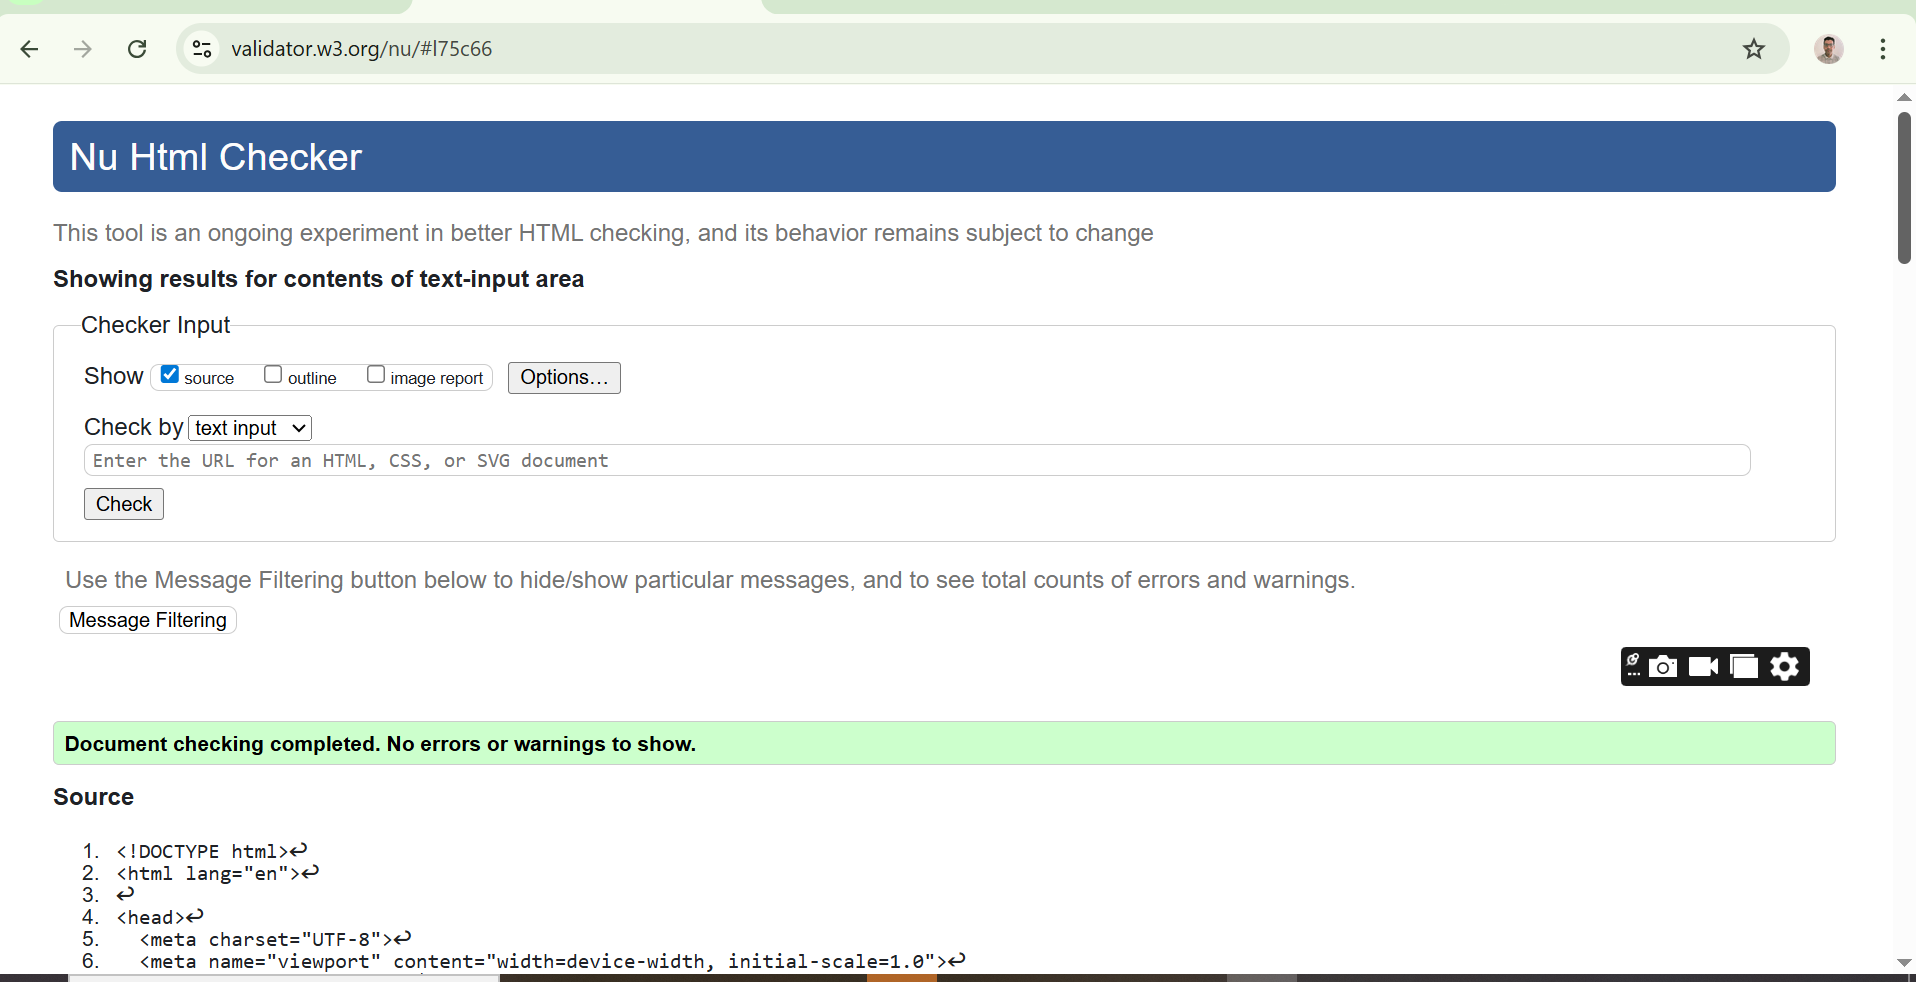 validator.w3.org/nu/#l75c66
Nu Html Checker
This tool is an ongoing experiment in better HTML checking, and its behavior remains subject to change
Showing results for contents of text-input area
Checker Input
Show source outline image report Options...
Check by text input
Enter the URL for an HTML, CSS, or SVG document
Check
Use the Message Filtering button below to hide/show particular messages, and to see total counts of errors and warnings.
Message Filtering
Document checking completed. No errors or warnings to show.
Source
1. <!DOCTYPE html>↩
2. <html lang="en">↩
3. ↩
4. <head>↩
5. <meta charset="UTF-8">↩
6. <meta name="viewport" content="width=device-width, initial-scale=1.0">↩